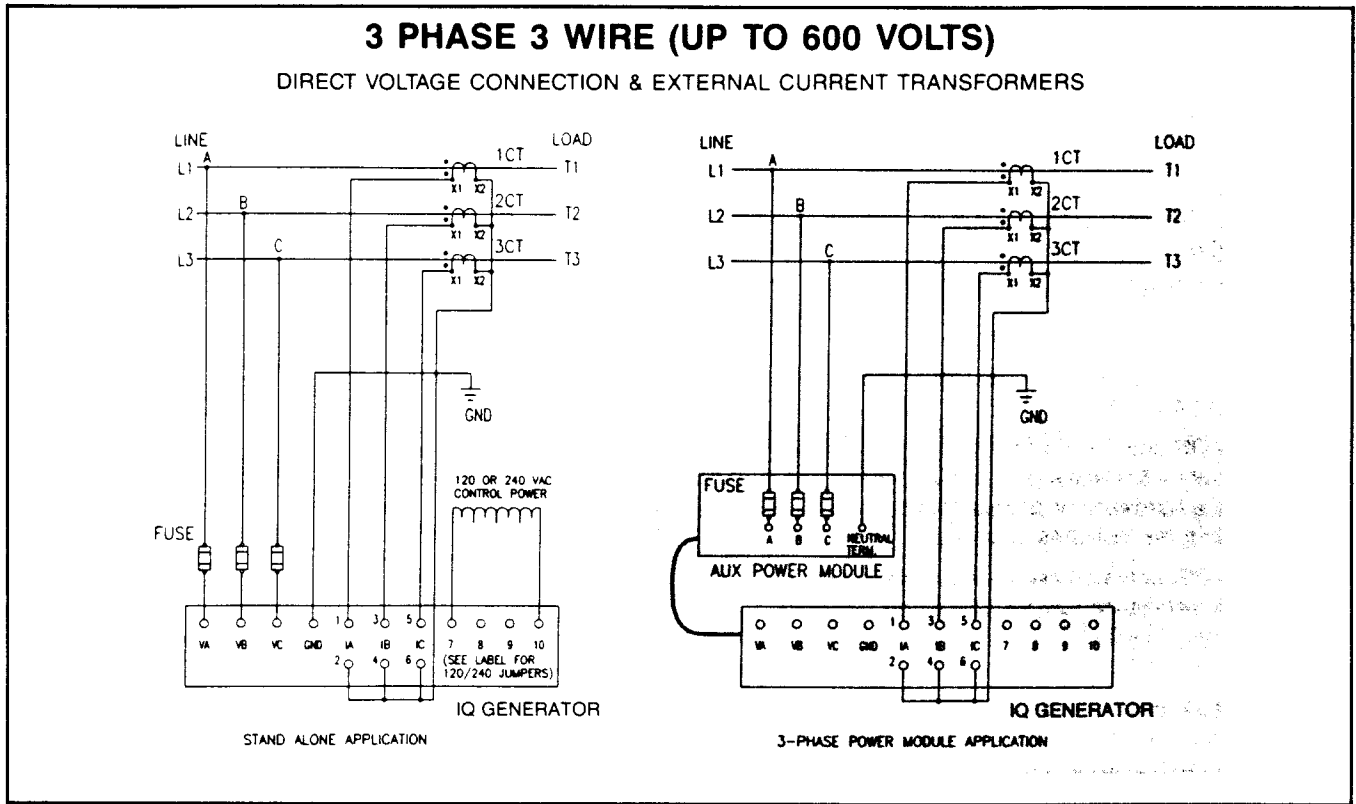 3 PHASE 3 WIRE (UP TO 600 VOLTS)
DIRECT VOLTAGE CONNECTION & EXTERNAL CURRENT TRANSFORMERS
LINE
LOAD
A
1CT
L1
T1
X1 X2
B
2CT
L2
T2
X1 X2
C
3CT
L3
T3
X1 X2
GND
120 OR 240 VAC
CONTROL POWER
FUSE
1 3 5
VA VB VC GND IA IB IC 7 8 9 10
2 4 6
(SEE LABEL FOR
120/240 JUMPERS)
IQ GENERATOR
STAND ALONE APPLICATION
LINE
LOAD
A
1CT
L1
T1
X1 X2
B
2CT
L2
T2
X1 X2
C
3CT
L3
T3
X1 X2
GND
FUSE
A B C NEUTRAL
TERM.
AUX POWER MODULE
1 3 5
VA VB VC GND IA IB IC 7 8 9 10
2 4 6
IQ GENERATOR
3-PHASE POWER MODULE APPLICATION